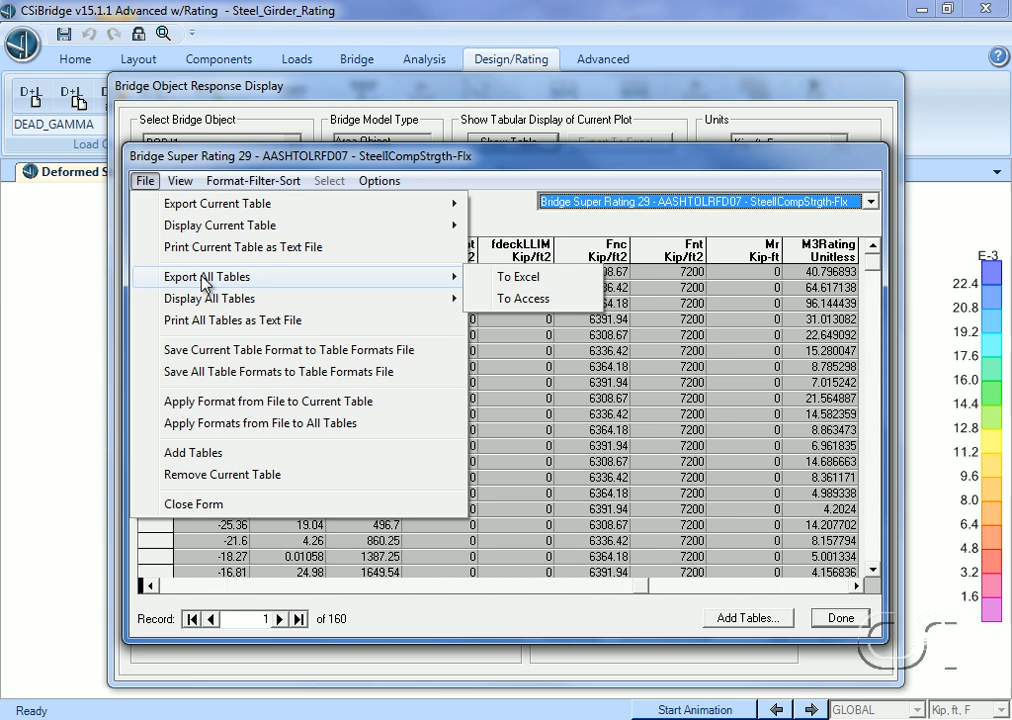 CSiBridge v15.1.1 Advanced w/Rating - Steel_Girder_Rating
Home Layout Components Loads Bridge Analysis Design/Rating Advanced
D+L D+L
DEAD_GAMMA
Load
Deformed S
Bridge Object Response Display
Select Bridge Object Bridge Model Type Show Tabular Display of Current Plot Units
Bridge Super Rating 29 - AASHTOLRFD07 - SteelICompStrgth-Flx
File View Format-Filter-Sort Select Options
Bridge Super Rating 29 - AASHTOLRFD07 - SteelICompStrgth-Flx
Export Current Table
Display Current Table
Print Current Table as Text File
Export All Tables
Display All Tables
Print All Tables as Text File
Save Current Table Format to Table Formats File
Save All Table Formats to Table Formats File
Apply Format from File to Current Table
Apply Formats from File to All Tables
Add Tables
Remove Current Table
Close Form
To Excel
To Access
fdeckLLIM Fnc Fnt Mr M3Rating
Kip/ft2 Kip/ft2 Kip/ft2 Kip-ft Unitless
08.67 7200 0 40.796893
36.42 7200 0 64.617138
64.18 7200 0 96.144439
0 0 6391.94 7200 0 31.013082
0 0 6308.67 7200 0 22.649092
0 0 6336.42 7200 0 15.280047
0 0 6364.18 7200 0 8.785298
0 0 6391.94 7200 0 7.015242
0 0 6308.67 7200 0 21.564887
0 0 6336.42 7200 0 14.582359
0 0 6364.18 7200 0 8.863473
0 0 6391.94 7200 0 6.961835
0 0 6308.67 7200 0 14.686663
0 0 6336.42 7200 0 8.361171
0 0 6364.18 7200 0 4.989338
0 0 6391.94 7200 0 4.2024
-25.36 19.04 496.7 0 0 6308.67 7200 0 14.207702
-21.6 4.26 860.25 0 0 6336.42 7200 0 8.157794
-18.27 0.01058 1387.25 0 0 6364.18 7200 0 5.001334
-16.81 24.98 1649.54 0 0 6391.94 7200 0 4.156836
Record: 1 of 160
Add Tables... Done
E-3
22.4
20.8
19.2
17.6
16.0
14.4
12.8
11.2
9.6
8.0
6.4
4.8
3.2
1.6
Ready Start Animation GLOBAL Kip, ft, F